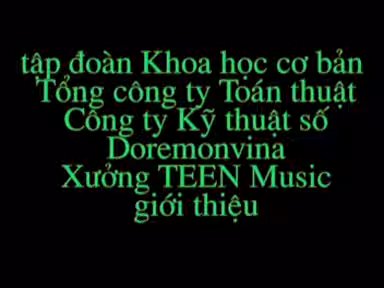 tập đoàn Khoa học cơ bản
Tổng công ty Toán thuật
Công ty Kỹ thuật số
Doremonvina
Xưởng TEEN Music
giới thiệu